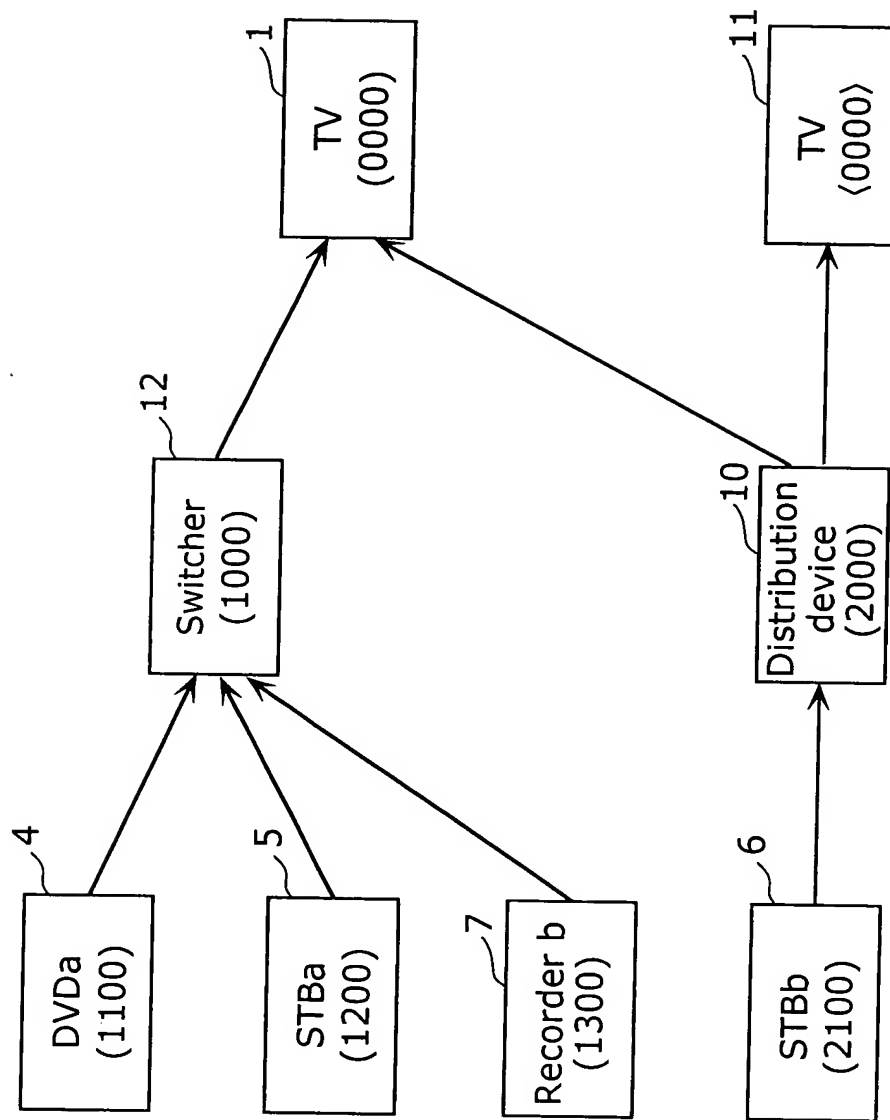 4
DVDa
(1100)
5
STBa
(1200)
7
Recorder b
(1300)
6
STBb
(2100)
12
Switcher
(1000)
10
Distribution
device
(2000)
1
TV
(0000)
11
TV
⟨0000⟩